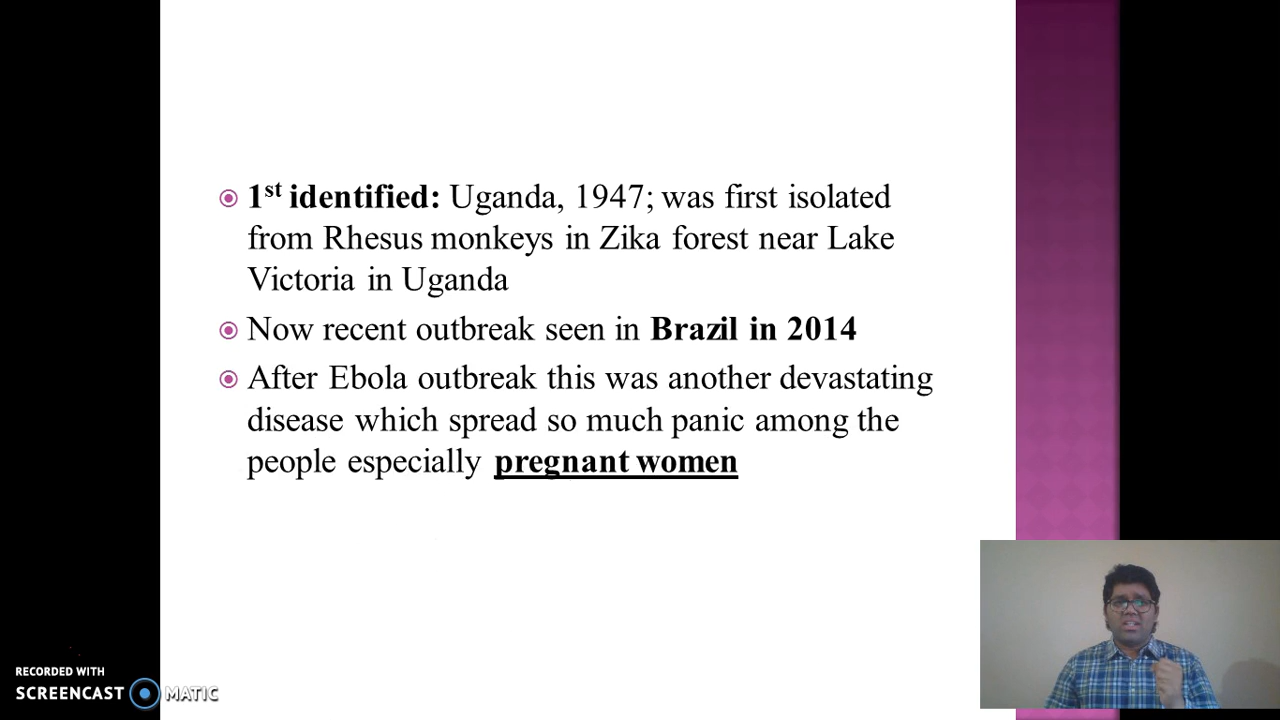 1st identified: Uganda, 1947; was first isolated
from Rhesus monkeys in Zika forest near Lake
Victoria in Uganda
Now recent outbreak seen in Brazil in 2014
After Ebola outbreak this was another devastating
disease which spread so much panic among the
people especially pregnant women
RECORDED WITH
SCREENCAST MATIC